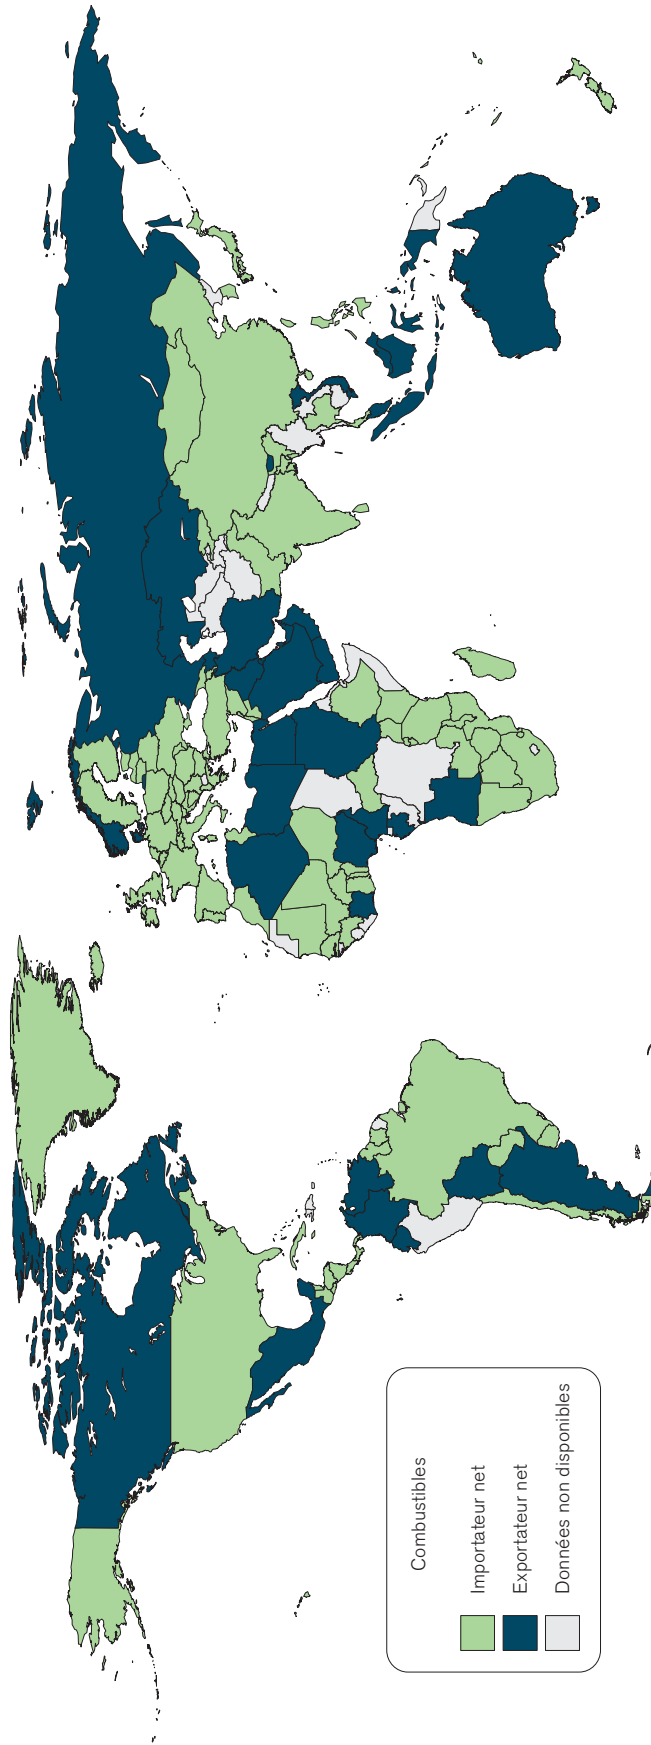 Combustibles
Importateur net
Exportateur net
Données non disponibles